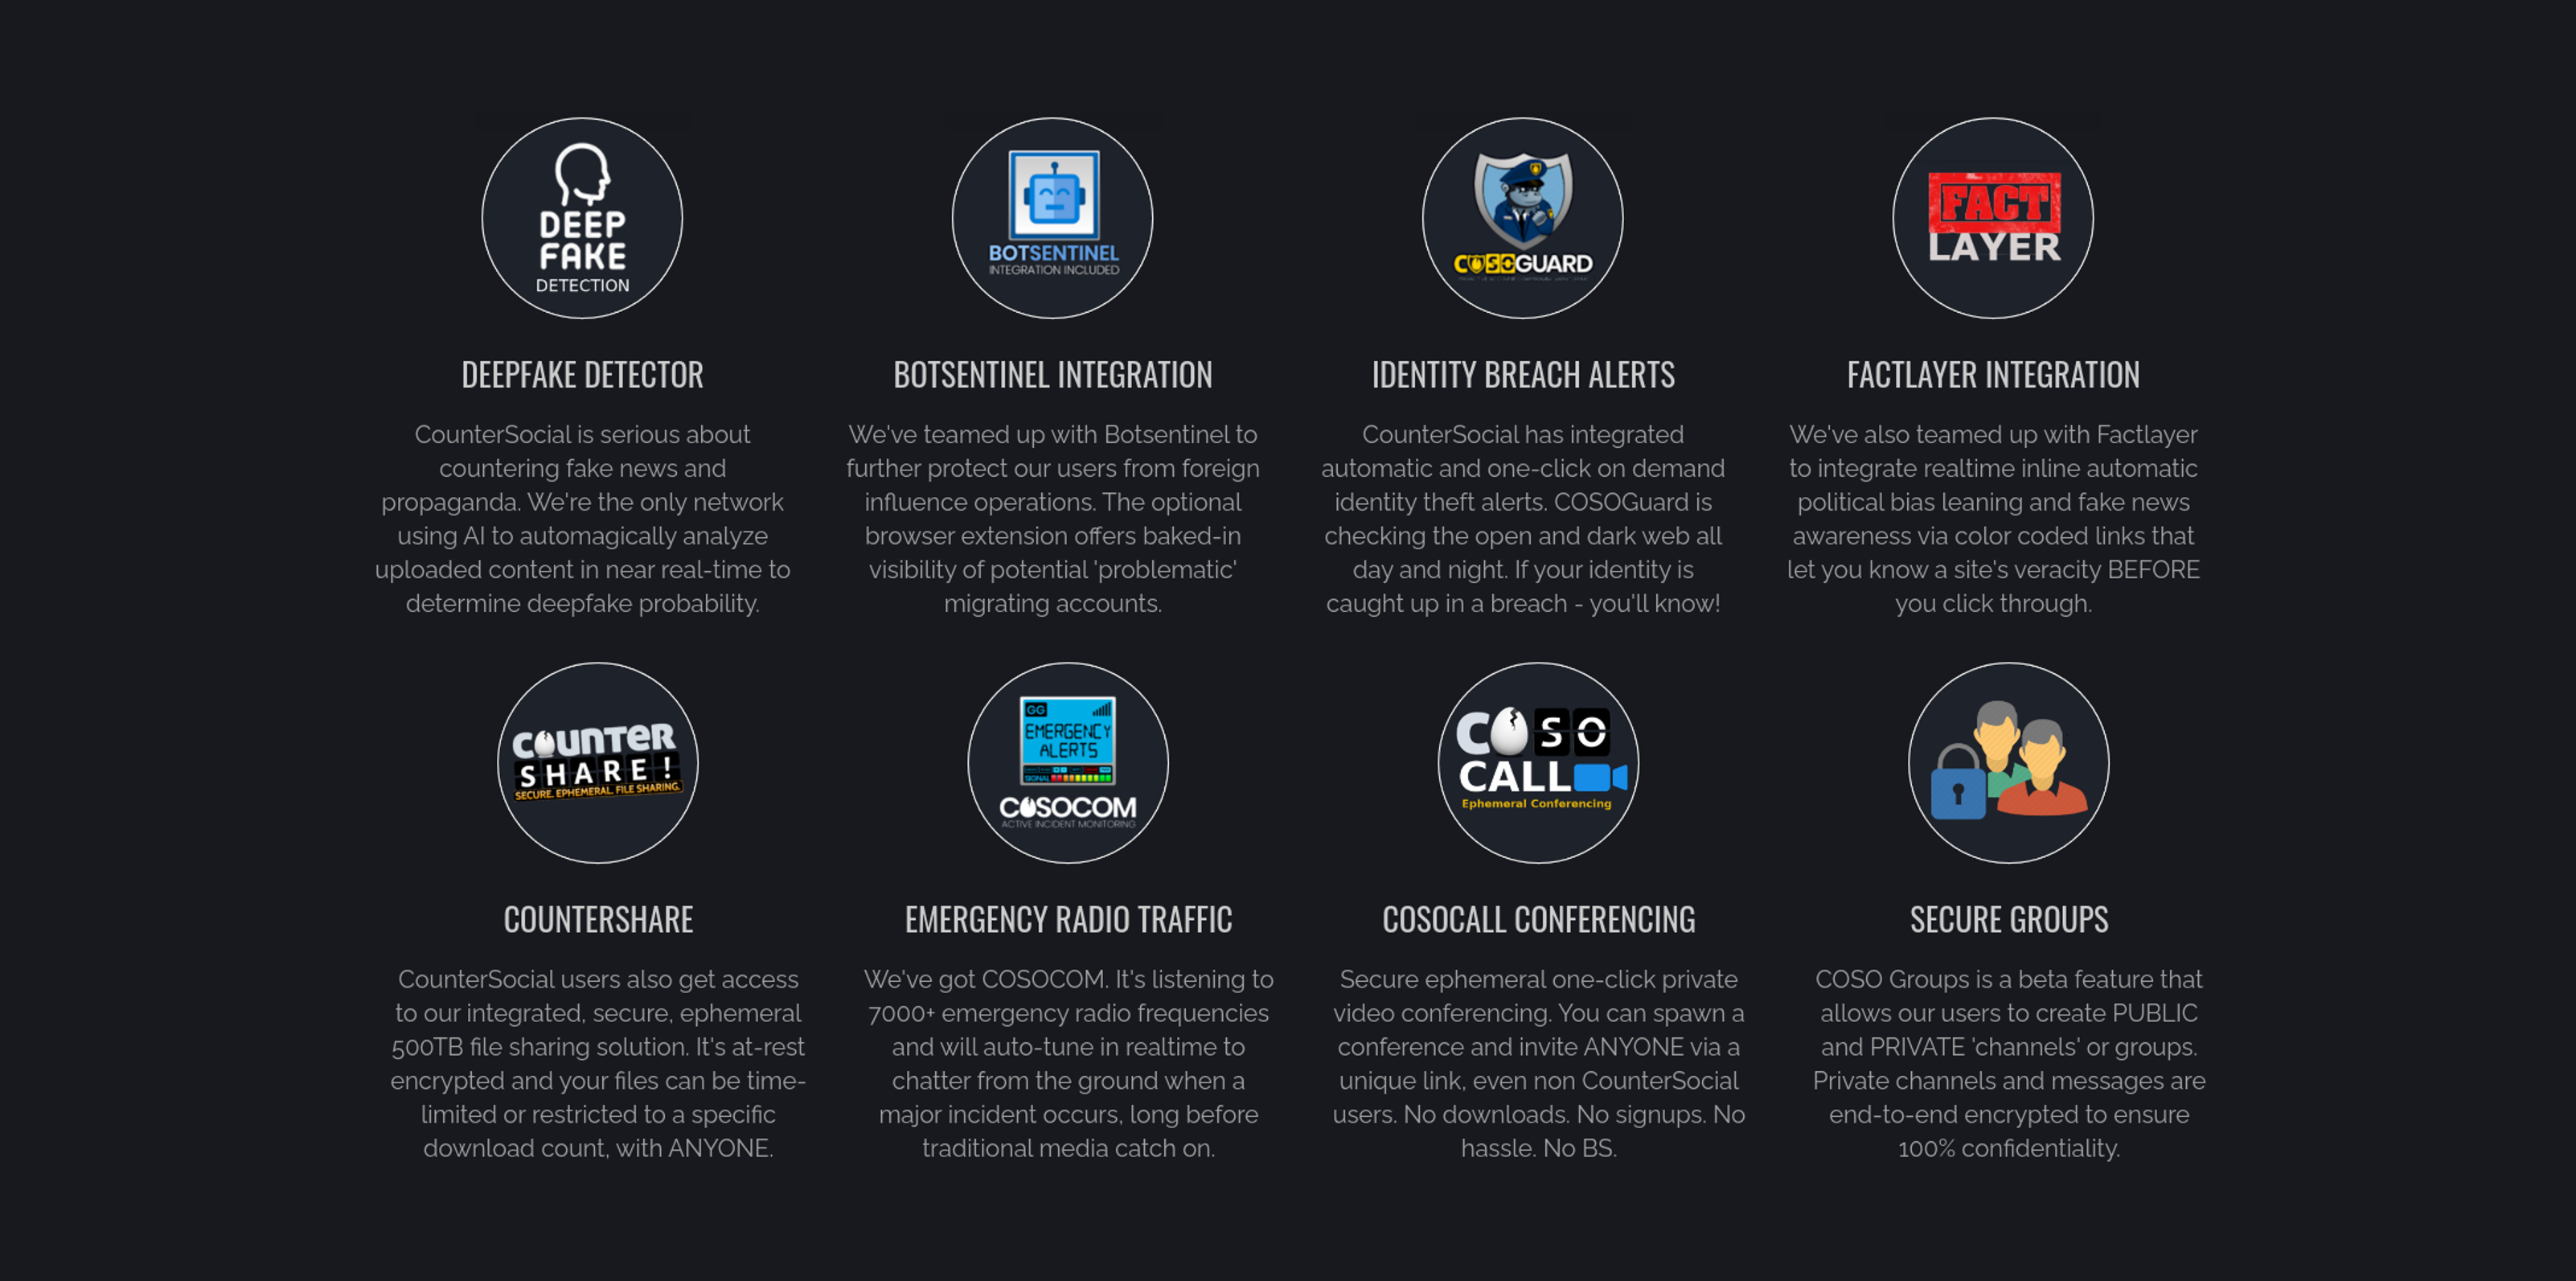 DEEP
FAKE
DETECTION
DEEPFAKE DETECTOR
CounterSocial is serious about
countering fake news and
propaganda. We're the only network
using AI to automagically analyze
uploaded content in near real-time to
determine deepfake probability.
BOTSENTINEL
INTEGRATION INCLUDED
BOTSENTINEL INTEGRATION
We've teamed up with Botsentinel to
further protect our users from foreign
influence operations. The optional
browser extension offers baked-in
visibility of potential 'problematic'
migrating accounts.
COSOGUARD
IDENTITY BREACH ALERTS
CounterSocial has integrated
automatic and one-click on demand
identity theft alerts. COSOGuard is
checking the open and dark web all
day and night. If your identity is
caught up in a breach - you'll know!
FACT
LAYER
FACTLAYER INTEGRATION
We've also teamed up with Factlayer
to integrate realtime inline automatic
political bias leaning and fake news
awareness via color coded links that
let you know a site's veracity BEFORE
you click through.
COUNTER
SHARE!
SECURE. EPHEMERAL. FILE SHARING.
COUNTERSHARE
CounterSocial users also get access
to our integrated, secure, ephemeral
500TB file sharing solution. It's at-rest
encrypted and your files can be time-
limited or restricted to a specific
download count, with ANYONE.
GG
EMERGENCY
ALERTS
SIGNAL
COSOCOM
ACTIVE INCIDENT MONITORING
EMERGENCY RADIO TRAFFIC
We've got COSOCOM. It's listening to
7000+ emergency radio frequencies
and will auto-tune in realtime to
chatter from the ground when a
major incident occurs, long before
traditional media catch on.
COSO
CALL
Ephemeral Conferencing
COSOCALL CONFERENCING
Secure ephemeral one-click private
video conferencing. You can spawn a
conference and invite ANYONE via a
unique link, even non CounterSocial
users. No downloads. No signups. No
hassle. No BS.
SECURE GROUPS
COSO Groups is a beta feature that
allows our users to create PUBLIC
and PRIVATE 'channels' or groups.
Private channels and messages are
end-to-end encrypted to ensure
100% confidentiality.